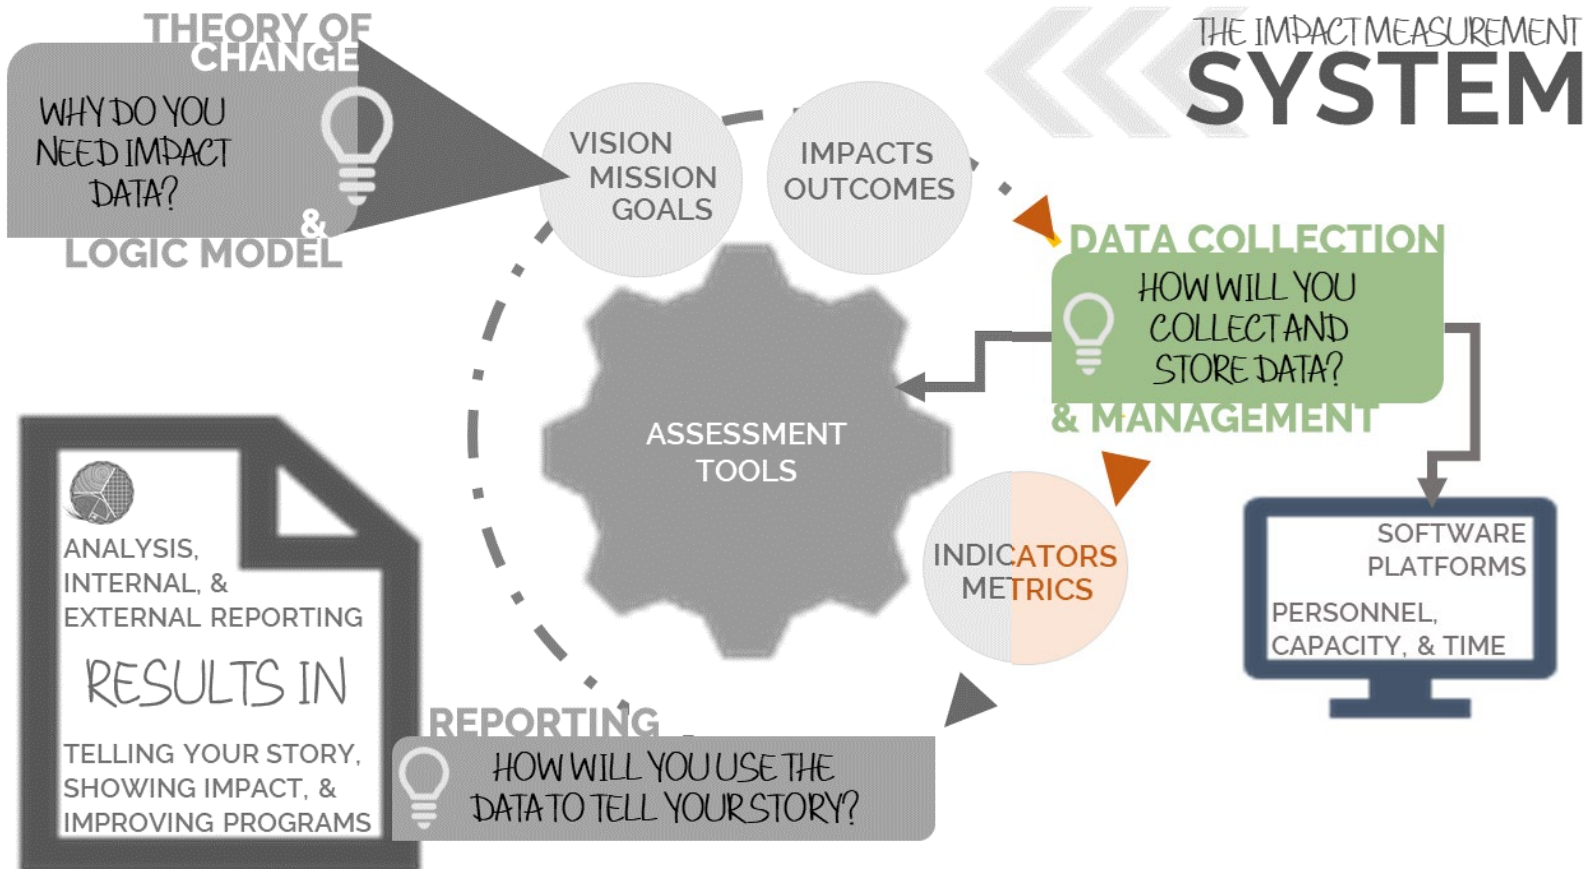 THE IMPACT MEASUREMENT
SYSTEM
THEORY OF
CHANGE
WHY DO YOU
NEED IMPACT
DATA?
&
LOGIC MODEL
VISION
MISSION
GOALS
IMPACTS
OUTCOMES
DATA COLLECTION
HOW WILL YOU
COLLECT AND
STORE DATA?
& MANAGEMENT
ASSESSMENT
TOOLS
INDICATORS
METRICS
SOFTWARE
PLATFORMS
PERSONNEL,
CAPACITY, & TIME
REPORTING
HOW WILL YOU USE THE
DATA TO TELL YOUR STORY?
ANALYSIS,
INTERNAL, &
EXTERNAL REPORTING
RESULTS IN
TELLING YOUR STORY,
SHOWING IMPACT, &
IMPROVING PROGRAMS